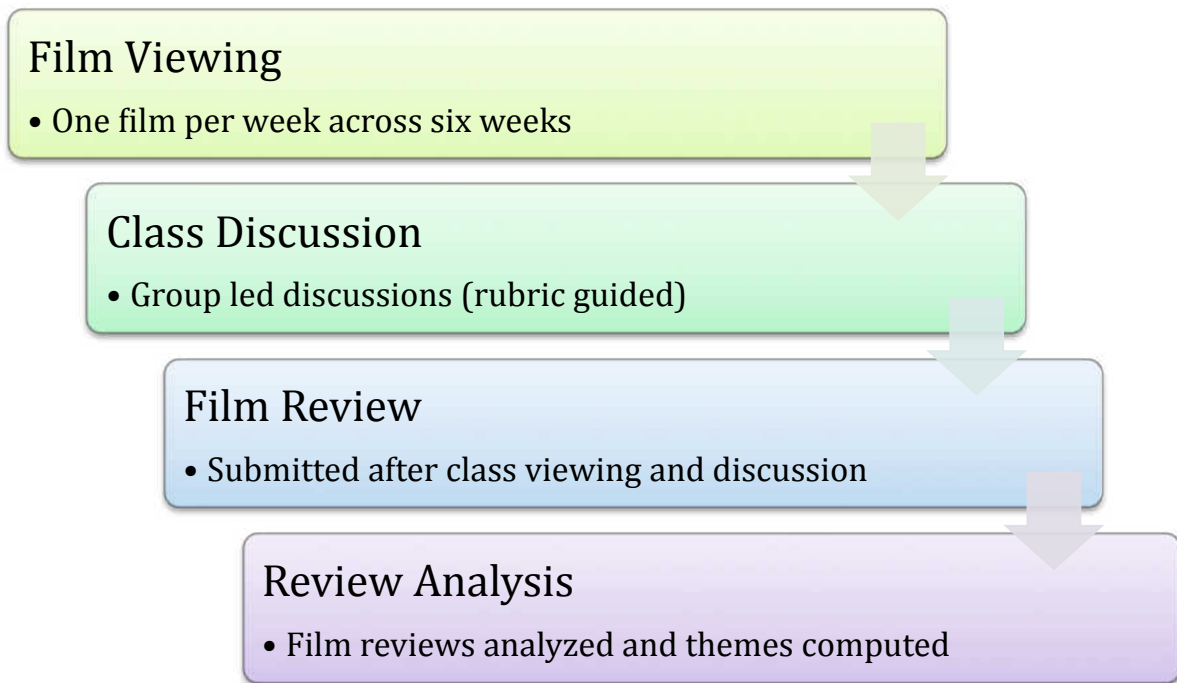 Film Viewing
• One film per week across six weeks
Class Discussion
• Group led discussions (rubric guided)
Film Review
• Submitted after class viewing and discussion
Review Analysis
• Film reviews analyzed and themes computed